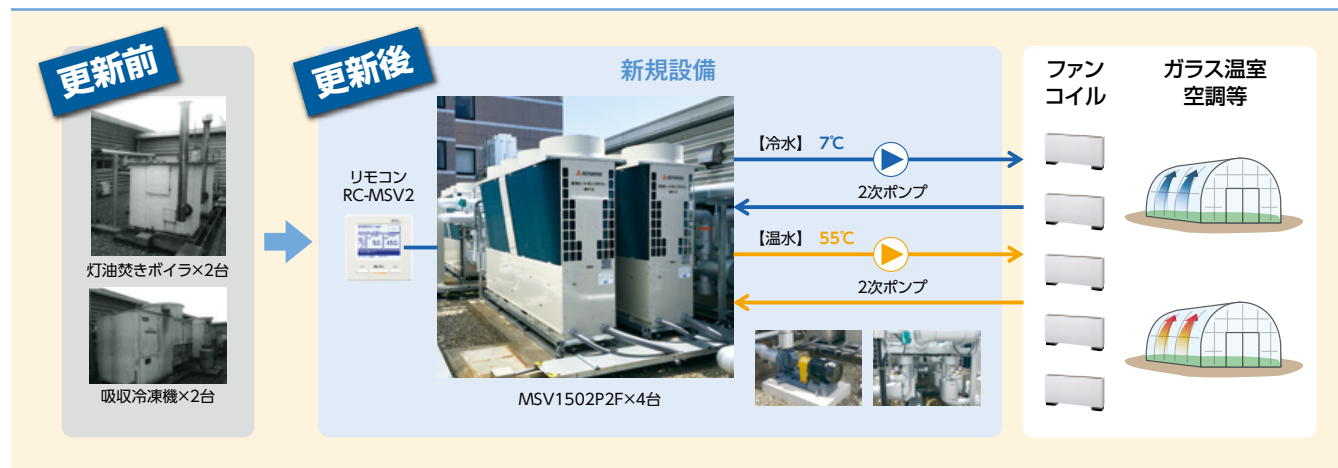 更新前
灯油焚きボイラ×2台
吸収冷凍機×2台
更新後
新規設備
リモコン
RC-MSV2
MSV1502P2F×4台
【冷水】 7℃
2次ポンプ
【温水】 55℃
2次ポンプ
ファン
コイル
ガラス温室
空調等